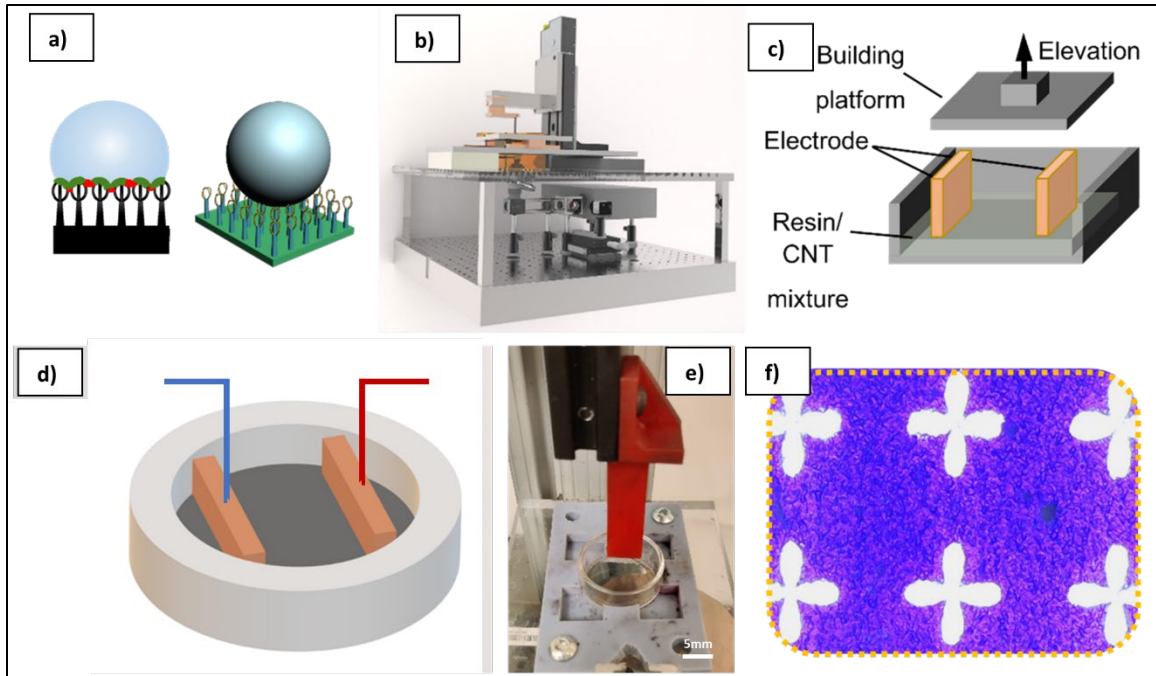 a)
b)
c)
Building
platform
Elevation
Electrode
Resin/
CNT
mixture
d)
e)
5mm
f)